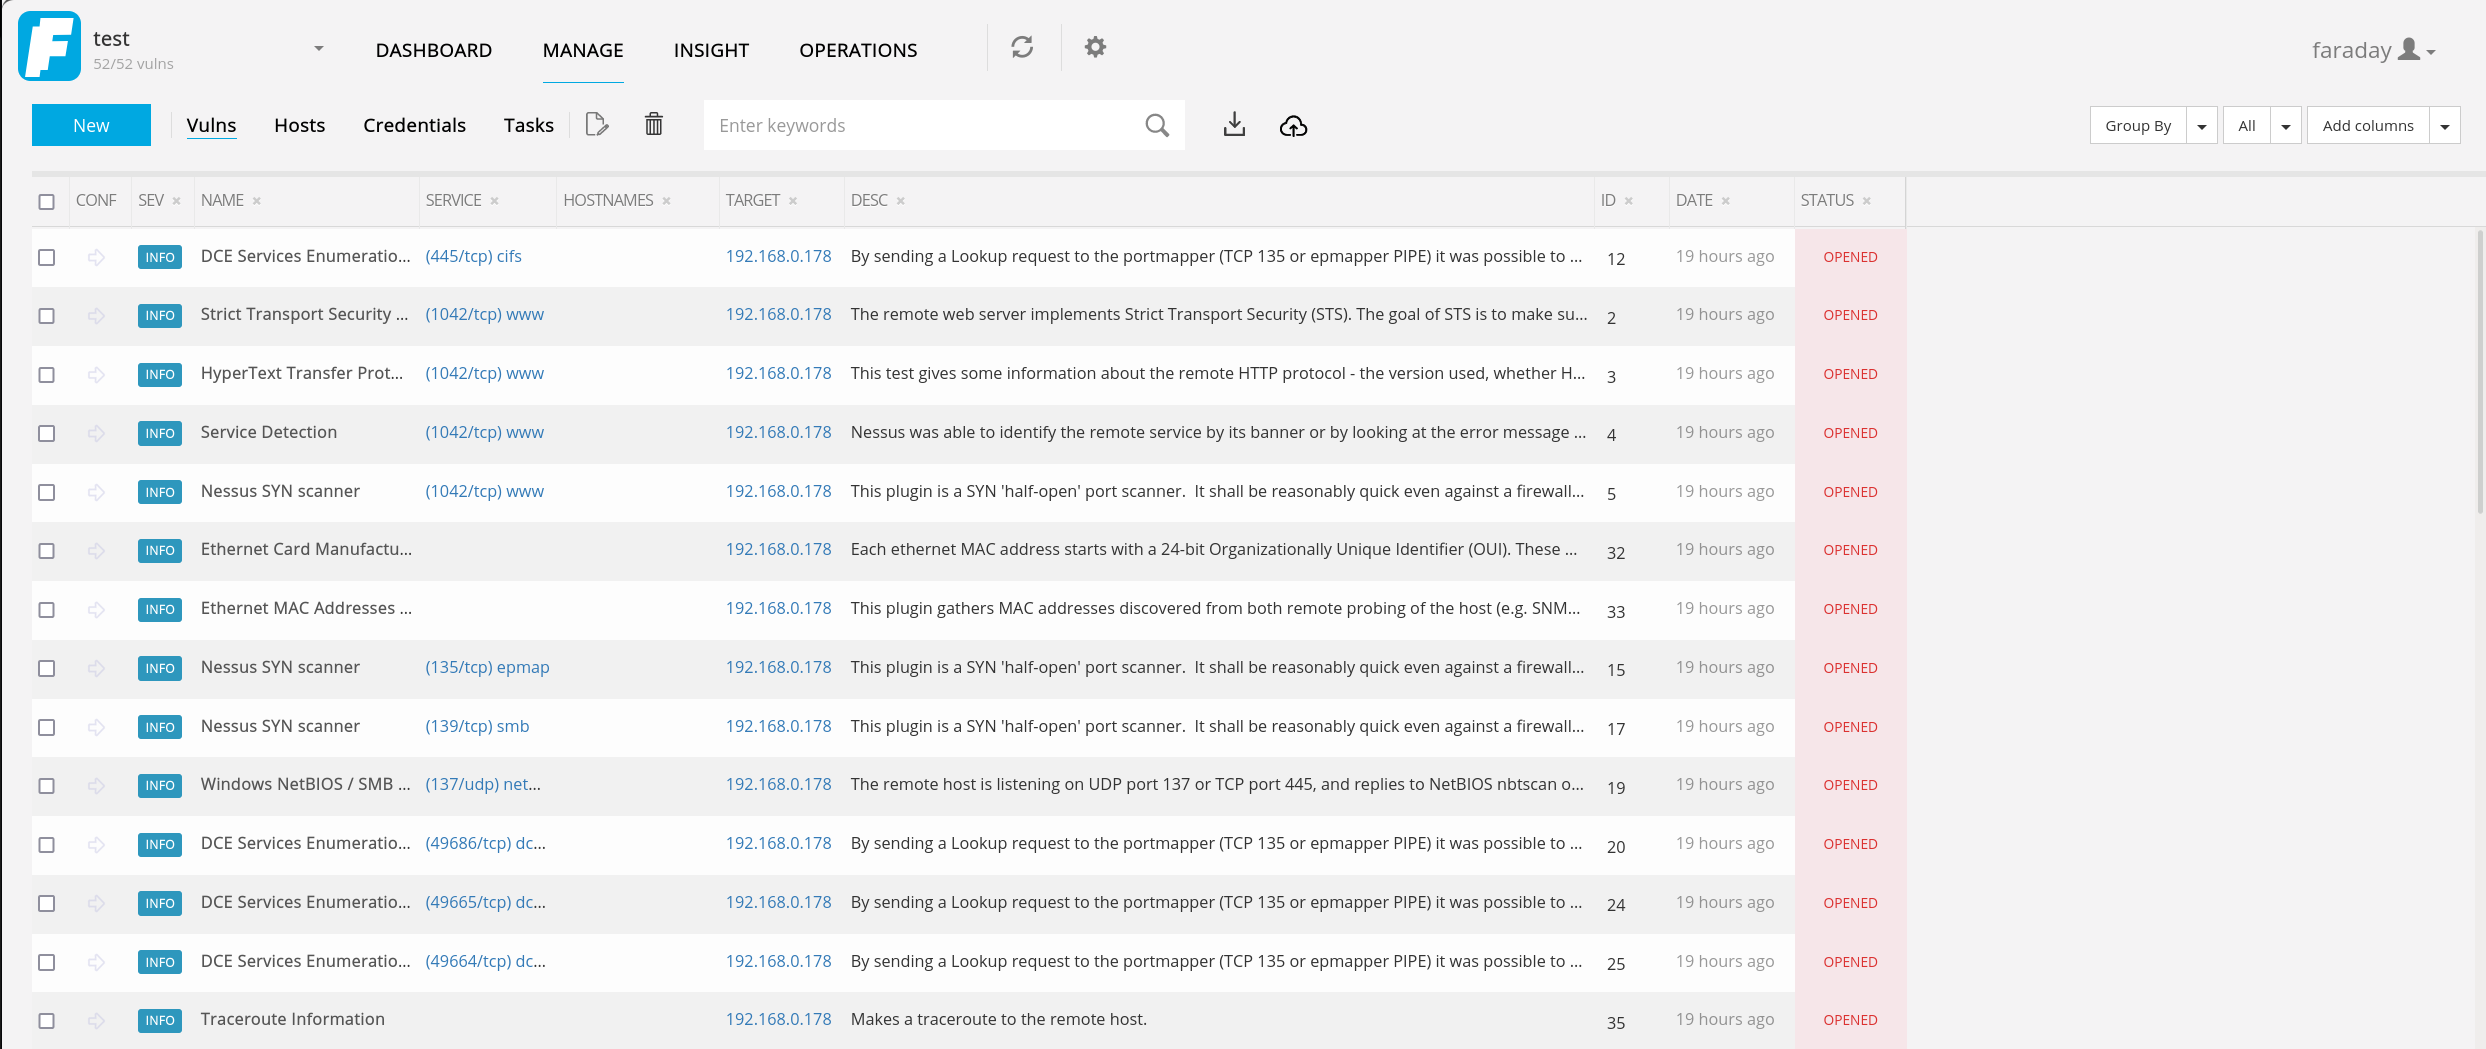 test
52/52 vulns
DASHBOARD MANAGE INSIGHT OPERATIONS
faraday
New Vulns Hosts Credentials Tasks Enter keywords Group By All Add columns
CONF SEV × NAME × SERVICE × HOSTNAMES × TARGET × DESC × ID × DATE × STATUS ×
INFO DCE Services Enumeratio... (445/tcp) cifs 192.168.0.178 By sending a Lookup request to the portmapper (TCP 135 or epmapper PIPE) it was possible to ... 12 19 hours ago OPENED
INFO Strict Transport Security ... (1042/tcp) www 192.168.0.178 The remote web server implements Strict Transport Security (STS). The goal of STS is to make su... 2 19 hours ago OPENED
INFO HyperText Transfer Prot... (1042/tcp) www 192.168.0.178 This test gives some information about the remote HTTP protocol - the version used, whether H... 3 19 hours ago OPENED
INFO Service Detection (1042/tcp) www 192.168.0.178 Nessus was able to identify the remote service by its banner or by looking at the error message ... 4 19 hours ago OPENED
INFO Nessus SYN scanner (1042/tcp) www 192.168.0.178 This plugin is a SYN 'half-open' port scanner. It shall be reasonably quick even against a firewall... 5 19 hours ago OPENED
INFO Ethernet Card Manufactu... 192.168.0.178 Each ethernet MAC address starts with a 24-bit Organizationally Unique Identifier (OUI). These ... 32 19 hours ago OPENED
INFO Ethernet MAC Addresses ... 192.168.0.178 This plugin gathers MAC addresses discovered from both remote probing of the host (e.g. SNM... 33 19 hours ago OPENED
INFO Nessus SYN scanner (135/tcp) epmap 192.168.0.178 This plugin is a SYN 'half-open' port scanner. It shall be reasonably quick even against a firewall... 15 19 hours ago OPENED
INFO Nessus SYN scanner (139/tcp) smb 192.168.0.178 This plugin is a SYN 'half-open' port scanner. It shall be reasonably quick even against a firewall... 17 19 hours ago OPENED
INFO Windows NetBIOS / SMB ... (137/udp) net... 192.168.0.178 The remote host is listening on UDP port 137 or TCP port 445, and replies to NetBIOS nbtscan o... 19 19 hours ago OPENED
INFO DCE Services Enumeratio... (49686/tcp) dc... 192.168.0.178 By sending a Lookup request to the portmapper (TCP 135 or epmapper PIPE) it was possible to ... 20 19 hours ago OPENED
INFO DCE Services Enumeratio... (49665/tcp) dc... 192.168.0.178 By sending a Lookup request to the portmapper (TCP 135 or epmapper PIPE) it was possible to ... 24 19 hours ago OPENED
INFO DCE Services Enumeratio... (49664/tcp) dc... 192.168.0.178 By sending a Lookup request to the portmapper (TCP 135 or epmapper PIPE) it was possible to ... 25 19 hours ago OPENED
INFO Traceroute Information 192.168.0.178 Makes a traceroute to the remote host. 35 19 hours ago OPENED